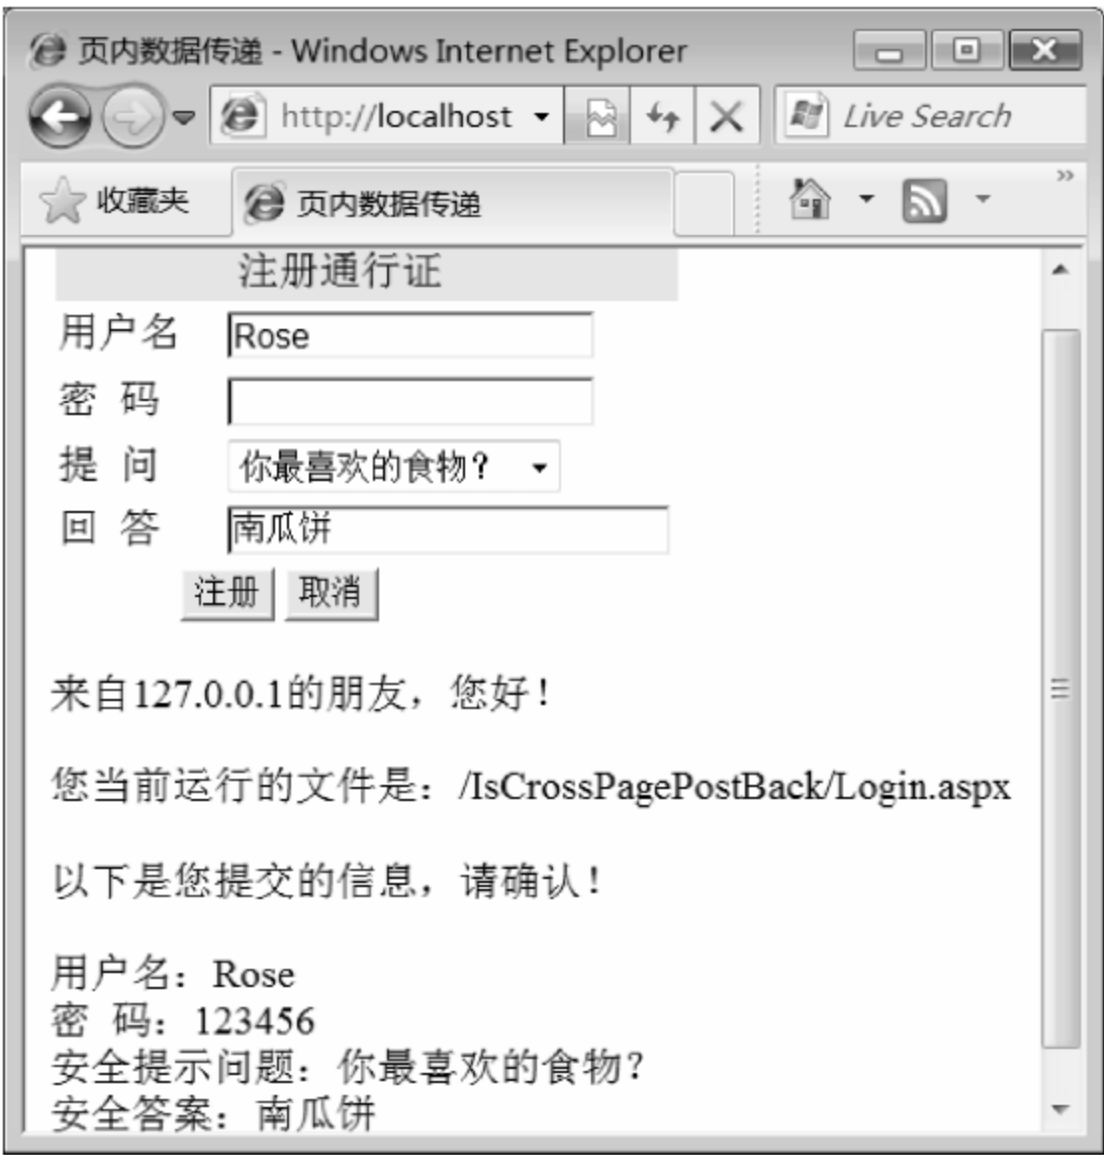 页内数据传递 - Windows Internet Explorer
http://localhost
Live Search
收藏夹
页内数据传递
注册通行证
用户名 Rose
密 码
提 问 你最喜欢的食物？
回 答 南瓜饼
注册 取消
来自127.0.0.1的朋友，您好！
您当前运行的文件是：/IsCrossPagePostBack/Login.aspx
以下是您提交的信息，请确认！
用户名：Rose
密 码：123456
安全提示问题：你最喜欢的食物？
安全答案：南瓜饼